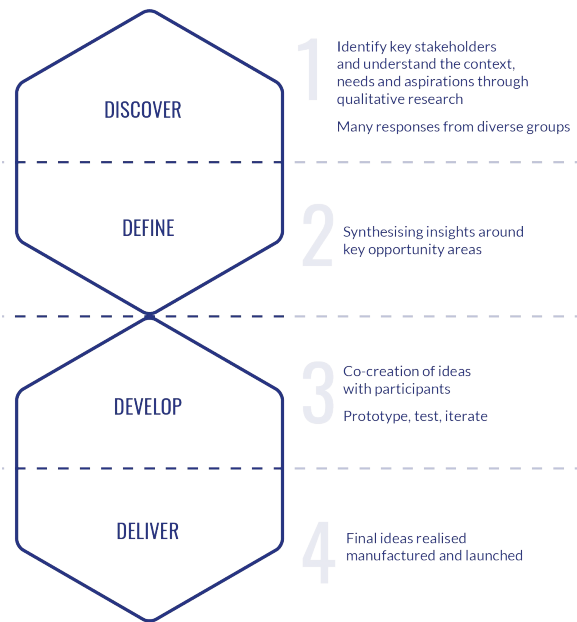 DISCOVER
1
Identify key stakeholders
and understand the context,
needs and aspirations through
qualitative research
Many responses from diverse groups
DEFINE
2
Synthesising insights around
key opportunity areas
DEVELOP
3
Co-creation of ideas
with participants
Prototype, test, iterate
DELIVER
4
Final ideas realised
manufactured and launched